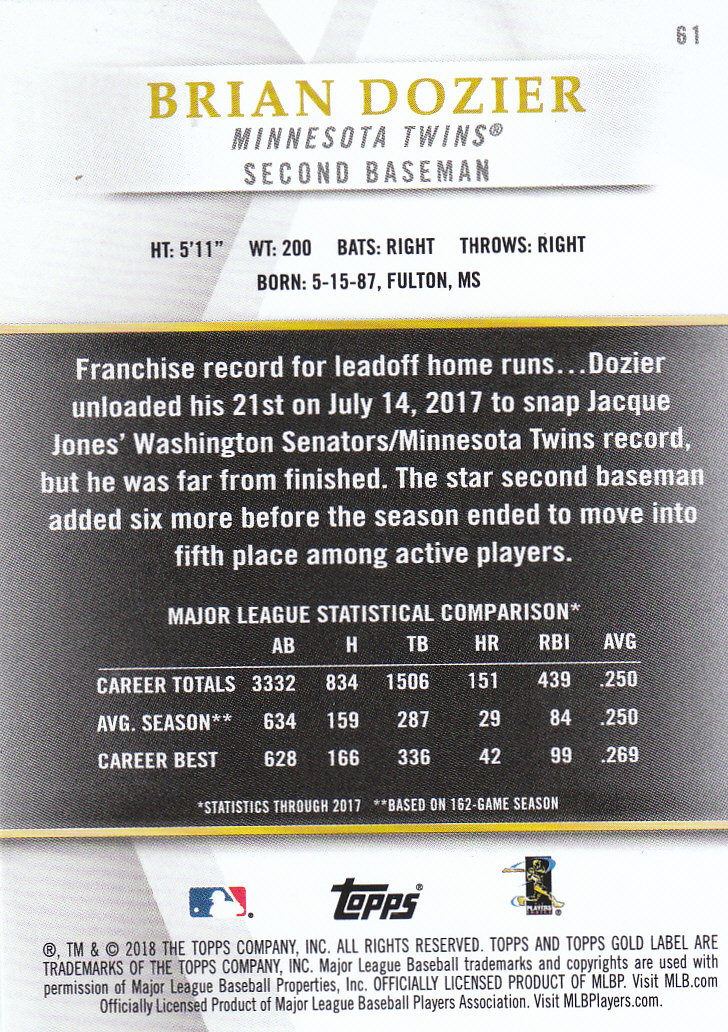 61
BRIAN DOZIER
MINNESOTA TWINS®
SECOND BASEMAN
HT: 5'11" WT: 200 BATS: RIGHT THROWS: RIGHT
BORN: 5-15-87, FULTON, MS
Franchise record for leadoff home runs...Dozier
unloaded his 21st on July 14, 2017 to snap Jacque
Jones' Washington Senators/Minnesota Twins record,
but he was far from finished. The star second baseman
added six more before the season ended to move into
fifth place among active players.
MAJOR LEAGUE STATISTICAL COMPARISON*
AB H TB HR RBI AVG
CAREER TOTALS 3332 834 1506 151 439 .250
AVG. SEASON** 634 159 287 29 84 .250
CAREER BEST 628 166 336 42 99 .269
*STATISTICS THROUGH 2017 **BASED ON 162-GAME SEASON
topps®
PLAYERS
CHOICE
®, TM & © 2018 THE TOPPS COMPANY, INC. ALL RIGHTS RESERVED. TOPPS AND TOPPS GOLD LABEL ARE
TRADEMARKS OF THE TOPPS COMPANY, INC. Major League Baseball trademarks and copyrights are used with
permission of Major League Baseball Properties, Inc. OFFICIALLY LICENSED PRODUCT OF MLBP. Visit MLB.com
Officially Licensed Product of Major League Baseball Players Association. Visit MLBPlayers.com.